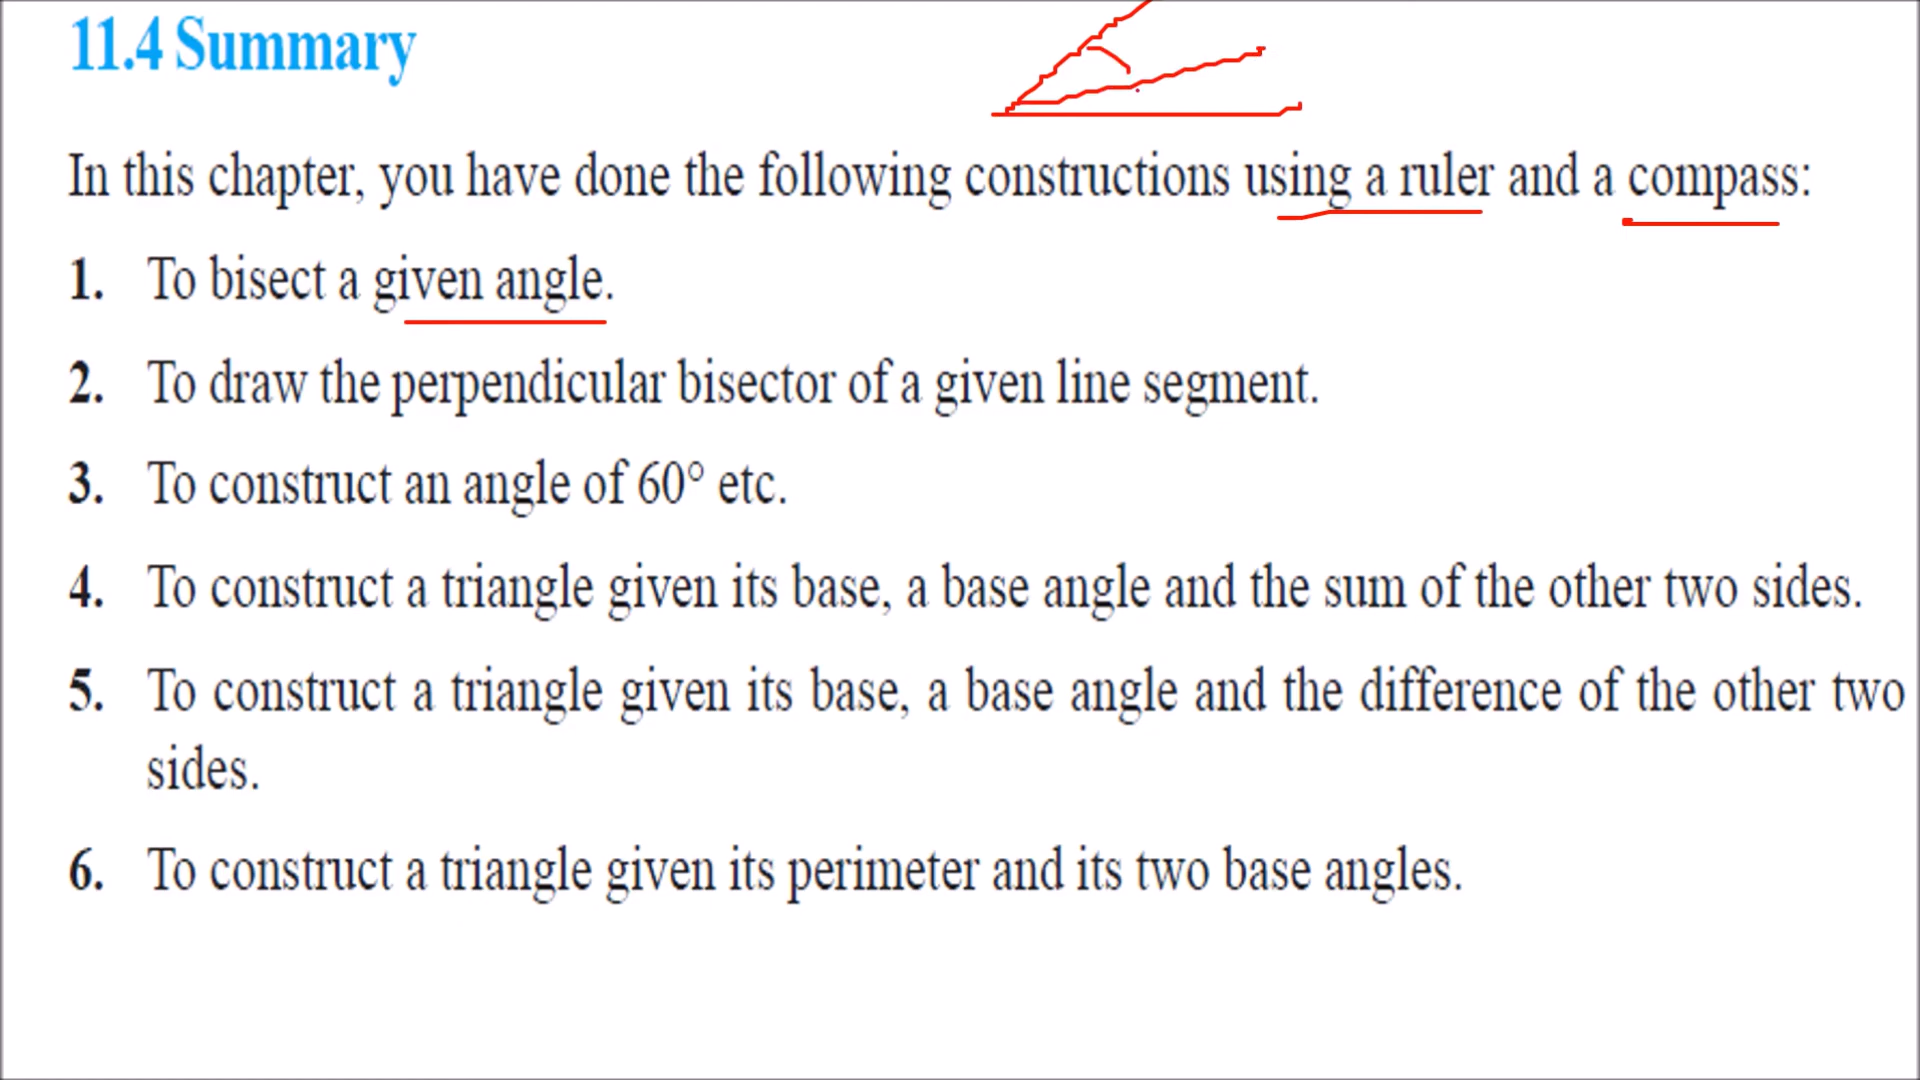 11.4 Summary
In this chapter, you have done the following constructions using a ruler and a compass:
1. To bisect a given angle.
2. To draw the perpendicular bisector of a given line segment.
3. To construct an angle of 60° etc.
4. To construct a triangle given its base, a base angle and the sum of the other two sides.
5. To construct a triangle given its base, a base angle and the difference of the other two
sides.
6. To construct a triangle given its perimeter and its two base angles.